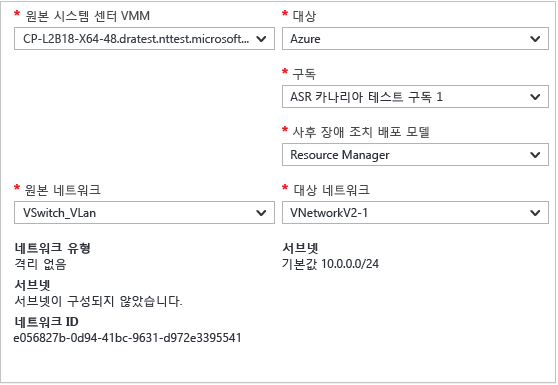 * 원본 시스템 센터 VMM
CP-L2B18-X64-48.dratest.nttest.microsoft...
* 대상
Azure
* 구독
ASR 카나리아 테스트 구독 1
* 사후 장애 조치 배포 모델
Resource Manager
* 원본 네트워크
VSwitch_VLan
* 대상 네트워크
VNetworkV2-1
네트워크 유형
격리 없음
서브넷
서브넷이 구성되지 않았습니다.
네트워크 ID
e056827b-0d94-41bc-9631-d972e3395541
서브넷
기본값 10.0.0.0/24